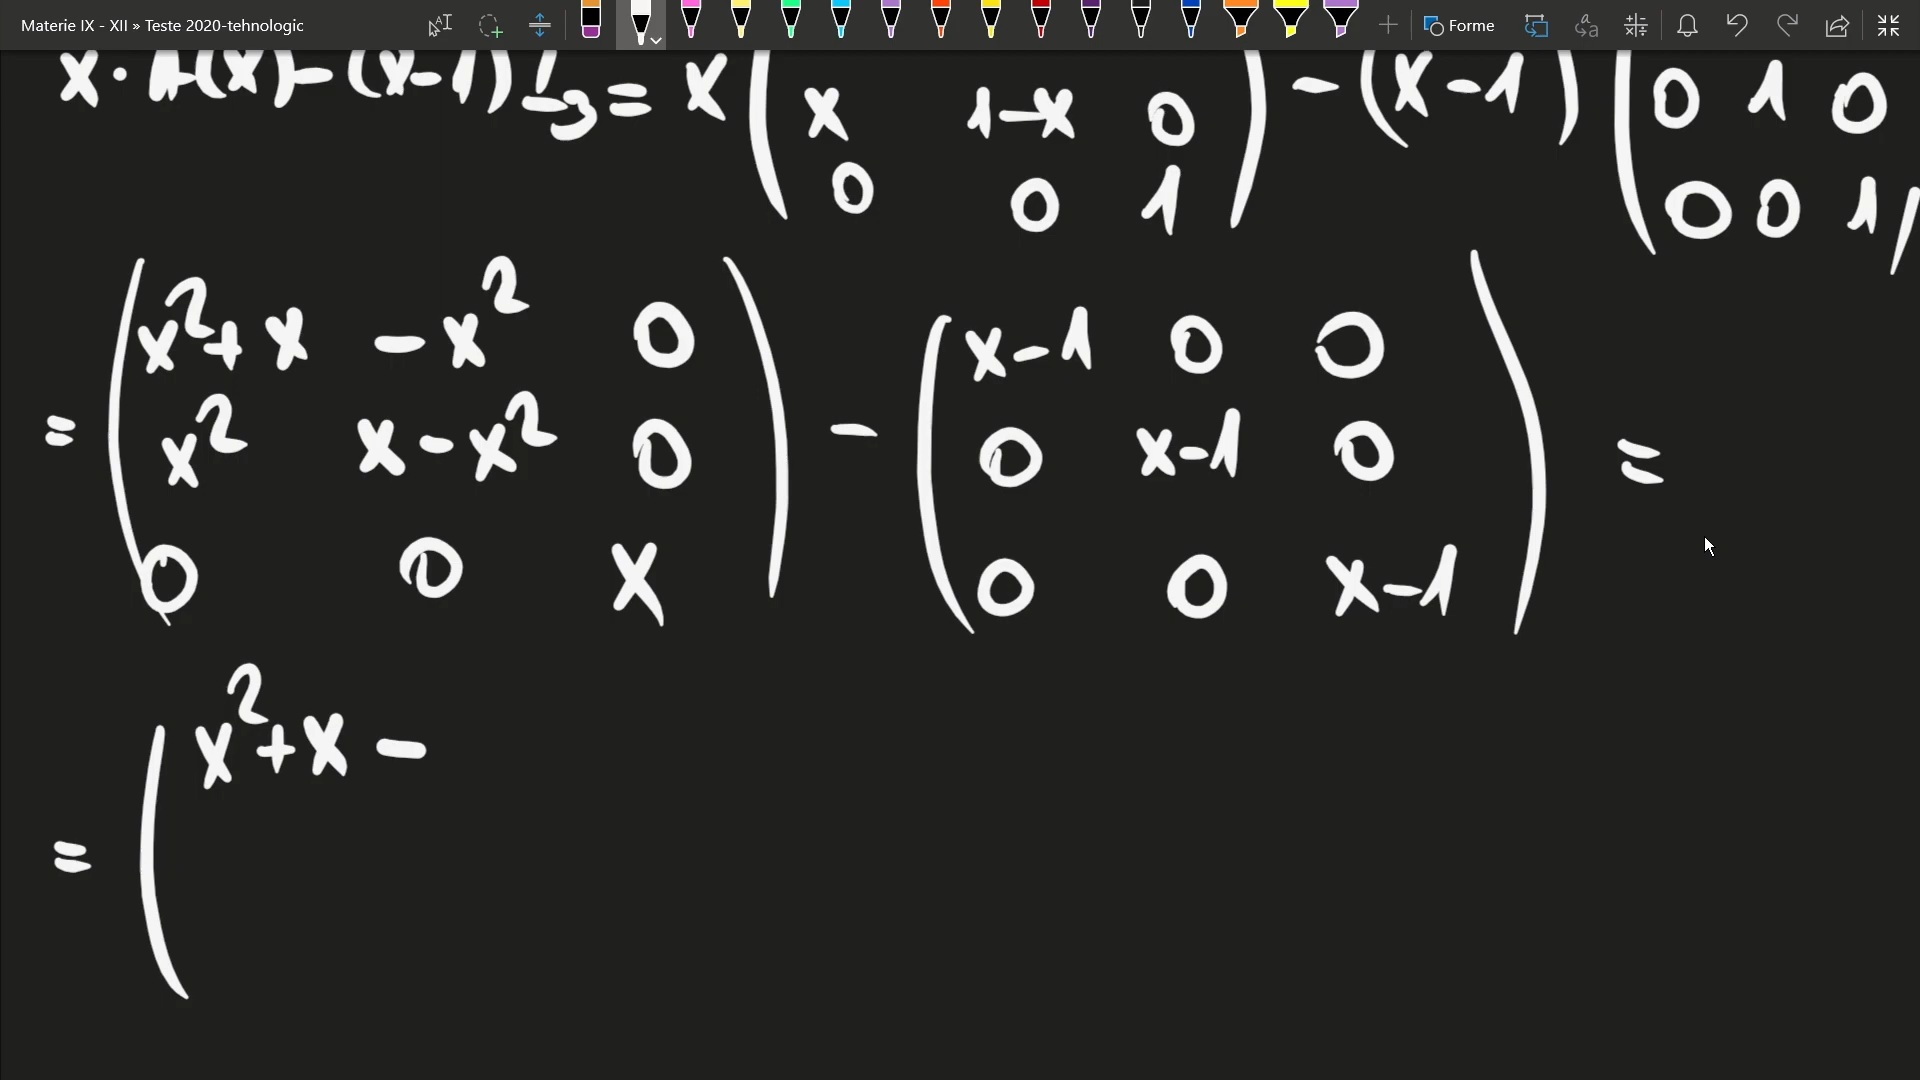 Materie IX - XII » Teste 2020-tehnologic
Forme
x · A(x) - (x-1) I₃ = x ( x 1-x 0 ) - (x-1) ( 0 1 0
0 0 1 0 0 1 )
x²+x -x² 0 x-1 0 0
= ( x² x-x² 0 ) - ( 0 x-1 0 ) =
0 0 x 0 0 x-1
x²+x -
= (